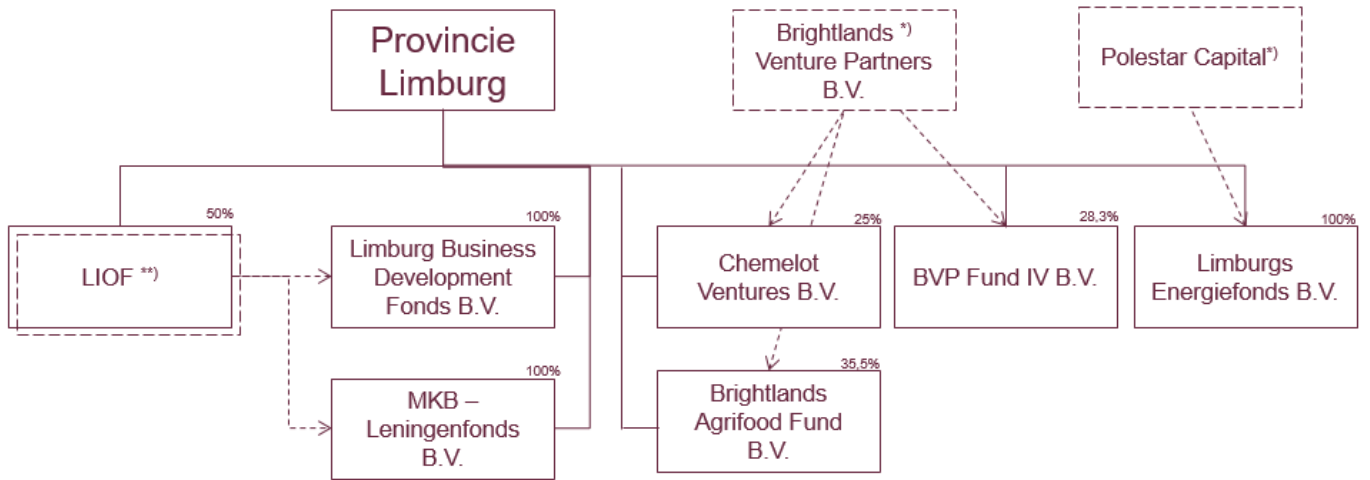 Provincie
Limburg
Brightlands *)
Venture Partners
B.V.
Polestar Capital*)
50%
LIOF **)
100%
Limburg Business
Development
Fonds B.V.
25%
Chemelot
Ventures B.V.
28,3%
BVP Fund IV B.V.
100%
Limburgs
Energiefonds B.V.
100%
MKB –
Leningenfonds
B.V.
35,5%
Brightlands
Agrifood Fund
B.V.